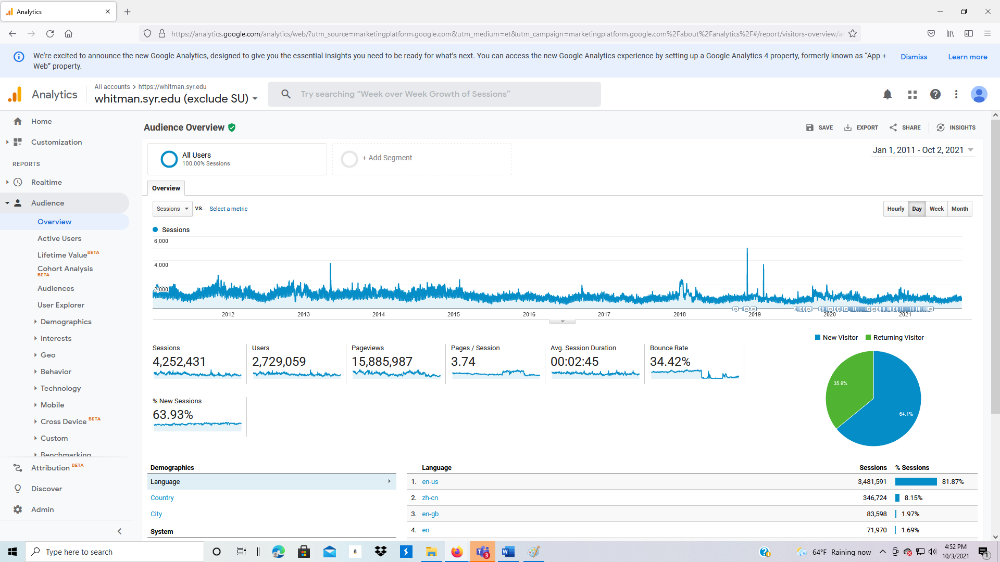 Analytics
https://analytics.google.com/analytics/web/?utm_source=marketingplatform.google.com&utm_medium=et&utm_campaign=marketingplatform.google.com%2Fabout%2Fanalytics%2F#/report/visitors-overview/a
We're excited to announce the new Google Analytics, designed to give you the essential insights you need to be ready for what's next. You can access the new Google Analytics experience by setting up a Google Analytics 4 property, formerly known as "App +
Web" property.
Dismiss
Learn more
Analytics
All accounts > https://whitman.syr.edu
whitman.syr.edu (exclude SU)
Try searching "Week over Week Growth of Sessions"
Home
Customization
REPORTS
Realtime
Audience
Overview
Active Users
Lifetime Value BETA
Cohort Analysis
BETA
Audiences
User Explorer
Demographics
Interests
Geo
Behavior
Technology
Mobile
Cross Device BETA
Custom
Benchmarking
Attribution BETA
Discover
Admin
Audience Overview
SAVE
EXPORT
SHARE
INSIGHTS
All Users
100.00% Sessions
+ Add Segment
Jan 1, 2011 - Oct 2, 2021
Overview
Sessions
VS.
Select a metric
Hourly Day Week Month
Sessions
6,000
4,000
2,000
2012 2013 2014 2015 2016 2017 2018 2019 2020 2021
Sessions
4,252,431
Users
2,729,059
Pageviews
15,885,987
Pages / Session
3.74
Avg. Session Duration
00:02:45
Bounce Rate
34.42%
% New Sessions
63.93%
New Visitor Returning Visitor
35.9%
64.1%
Demographics
Language
Country
City
System
Language Sessions % Sessions
1. en-us 3,481,591 81.87%
2. zh-cn 346,724 8.15%
3. en-gb 83,598 1.97%
4. en 71,970 1.69%
Type here to search
a
3
64°F Raining now
4:52 PM
10/3/2021
1